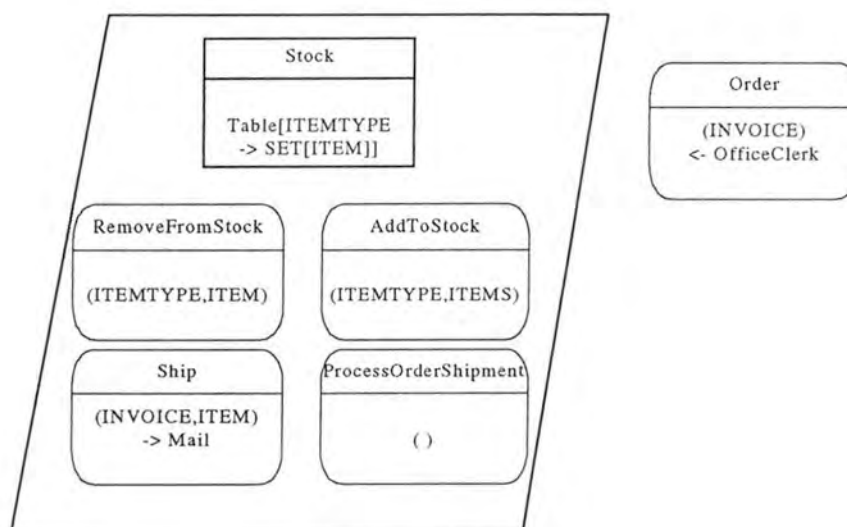 Stock
Table[ITEMTYPE
-> SET[ITEM]]
Order
(INVOICE)
<- OfficeClerk
RemoveFromStock
(ITEMTYPE,ITEM)
AddToStock
(ITEMTYPE,ITEMS)
Ship
(INVOICE,ITEM)
-> Mail
ProcessOrderShipment
( )